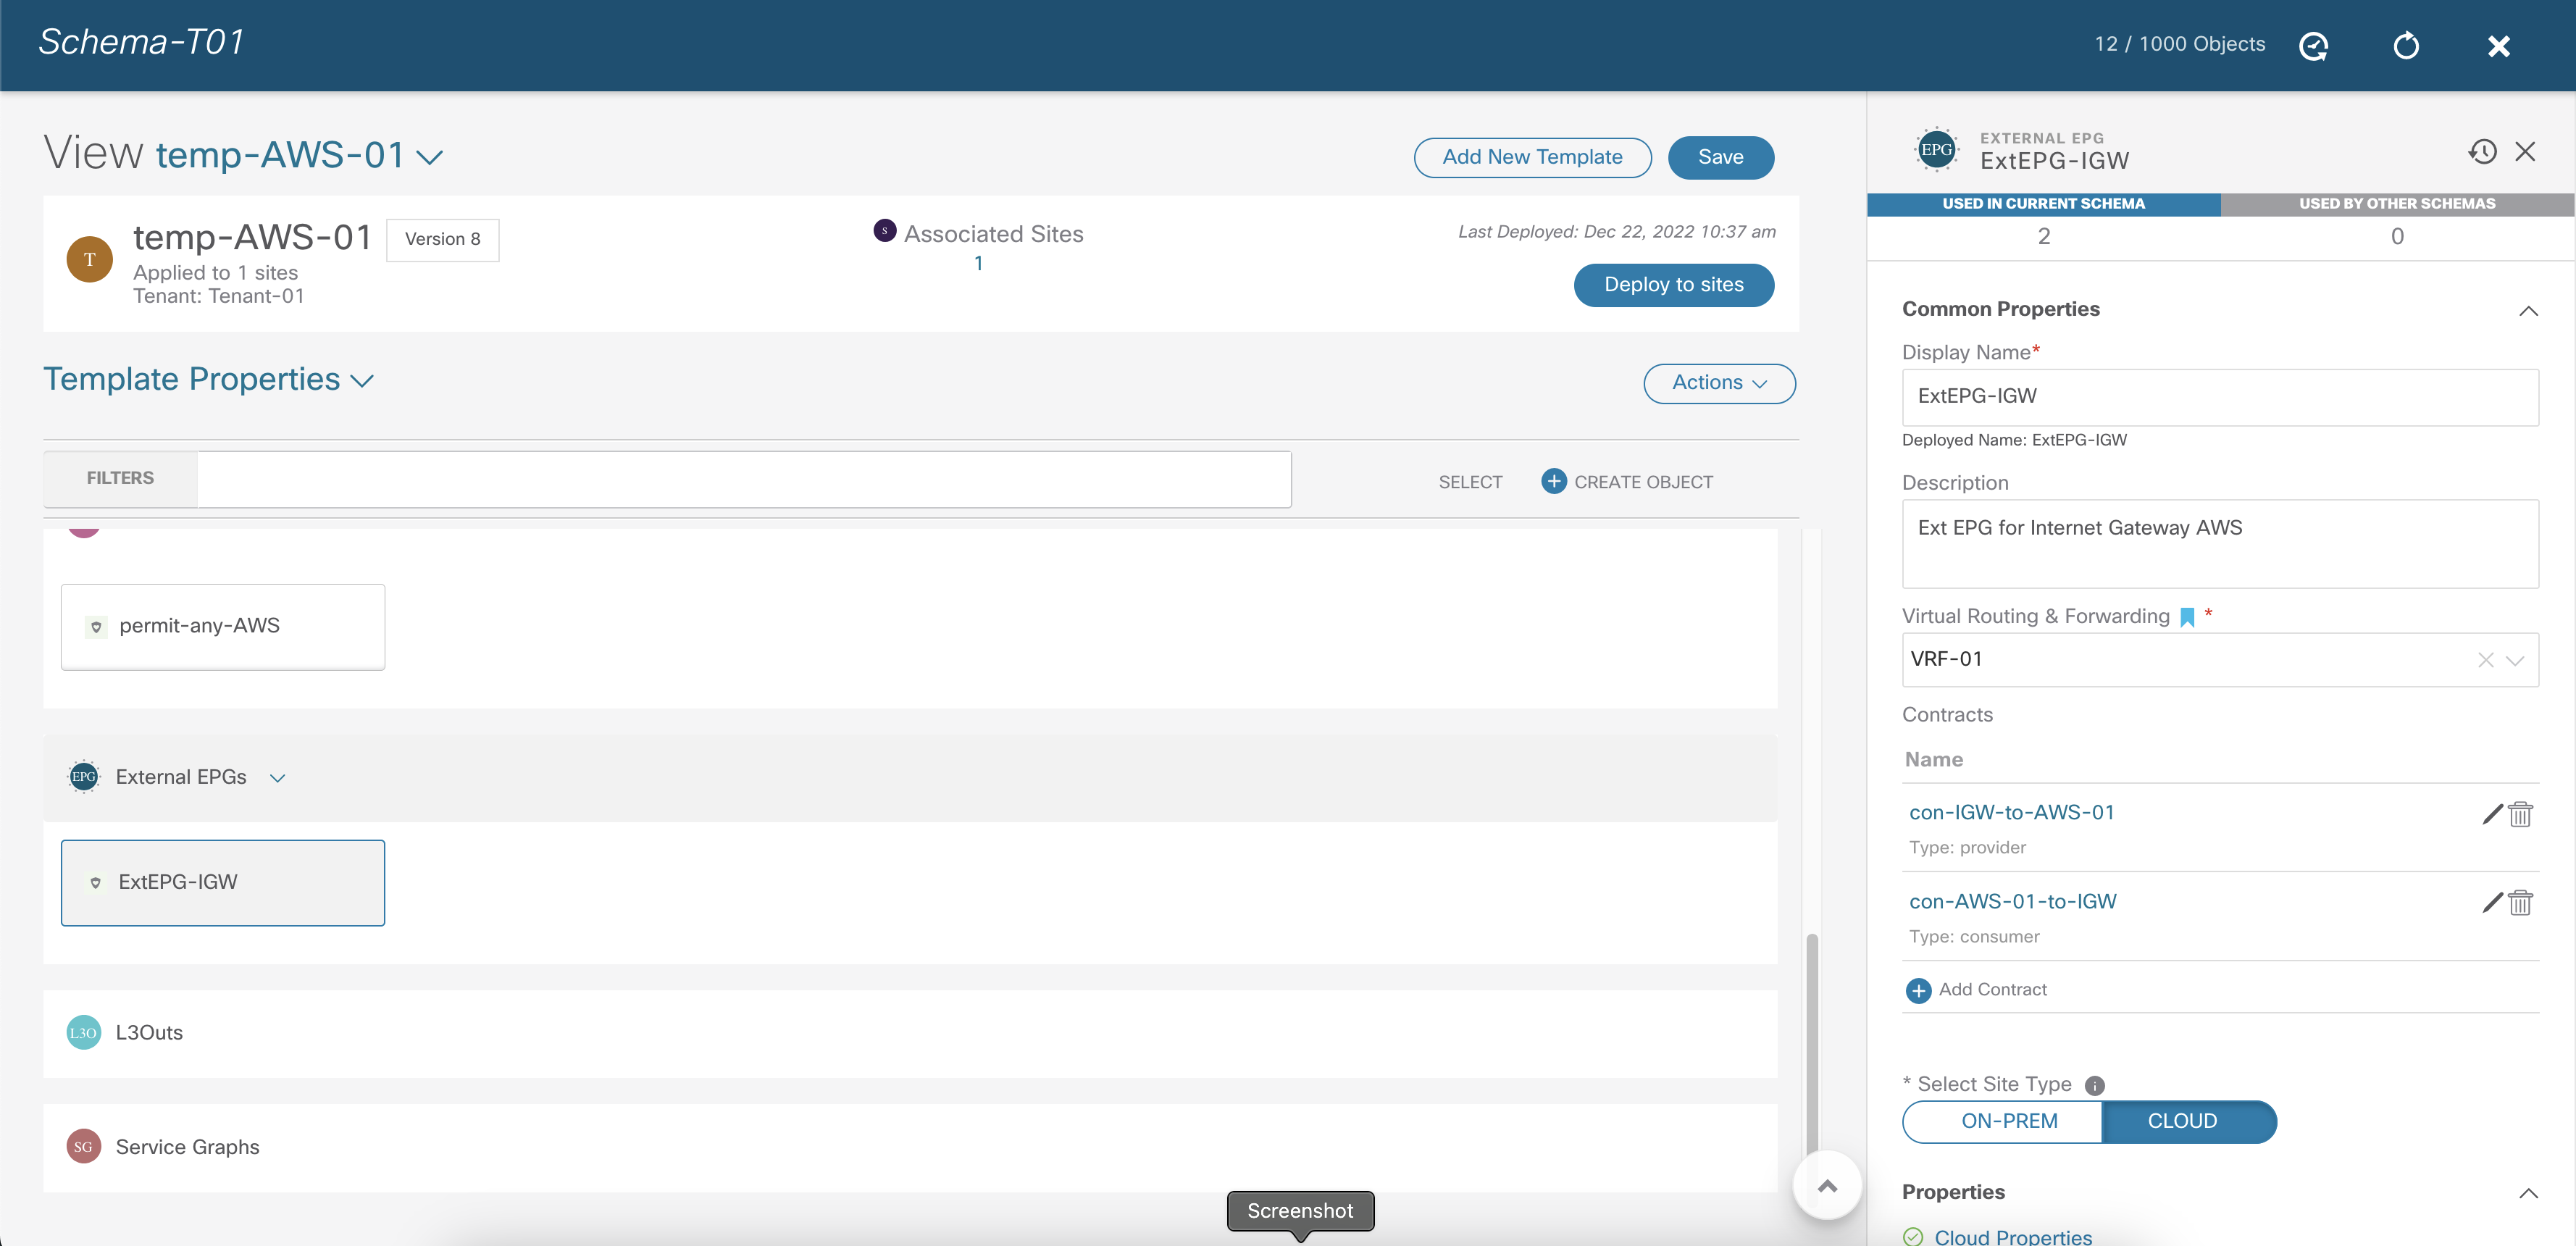 Schema-T01
12 / 1000 Objects
View temp-AWS-01
Add New Template
Save
T
temp-AWS-01
Version 8
Applied to 1 sites
Tenant: Tenant-01
S
Associated Sites
1
Last Deployed: Dec 22, 2022 10:37 am
Deploy to sites
Template Properties
Actions
FILTERS
SELECT
CREATE OBJECT
permit-any-AWS
EPG
External EPGs
ExtEPG-IGW
L3O
L3Outs
SG
Service Graphs
Screenshot
EPG
EXTERNAL EPG
ExtEPG-IGW
USED IN CURRENT SCHEMA
USED BY OTHER SCHEMAS
2
0
Common Properties
Display Name*
ExtEPG-IGW
Deployed Name: ExtEPG-IGW
Description
Ext EPG for Internet Gateway AWS
Virtual Routing & Forwarding *
VRF-01
Contracts
Name
con-IGW-to-AWS-01
Type: provider
con-AWS-01-to-IGW
Type: consumer
Add Contract
* Select Site Type
ON-PREM
CLOUD
Properties
Cloud Properties